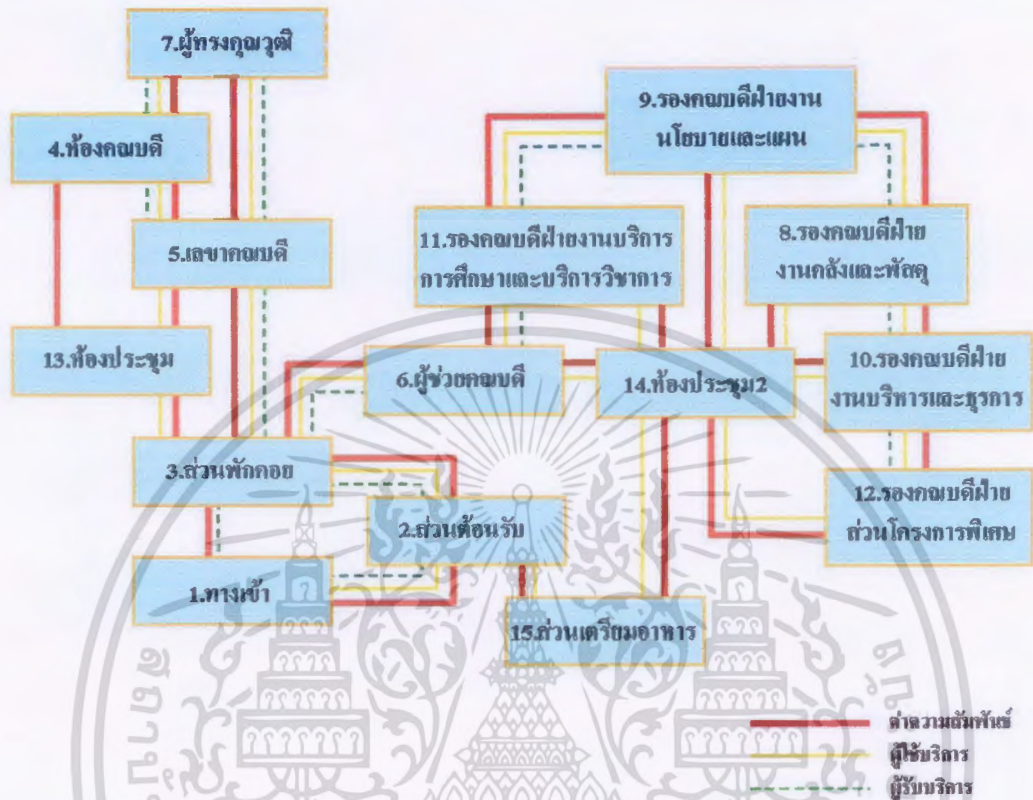 7.ผู้ทรงคุณวุฒิ
4.ห้องคณบดี
5.เลขาคณบดี
13.ห้องประชุม
3.ส่วนพักคอย
1.ทางเข้า
2.ส่วนต้อนรับ
15.ส่วนเตรียมอาหาร
9.รองคณบดีฝ่ายงาน
นโยบายและแผน
11.รองคณบดีฝ่ายงานบริการ
การศึกษาและบริการวิชาการ
8.รองคณบดีฝ่าย
งานคลังและพัสดุ
6.ผู้ช่วยคณบดี
14.ห้องประชุม2
10.รองคณบดีฝ่าย
งานบริหารและธุรการ
12.รองคณบดีฝ่าย
ส่วนโครงการพิเศษ
ค่าความสัมพันธ์
ผู้ใช้บริการ
ผู้รับบริการ